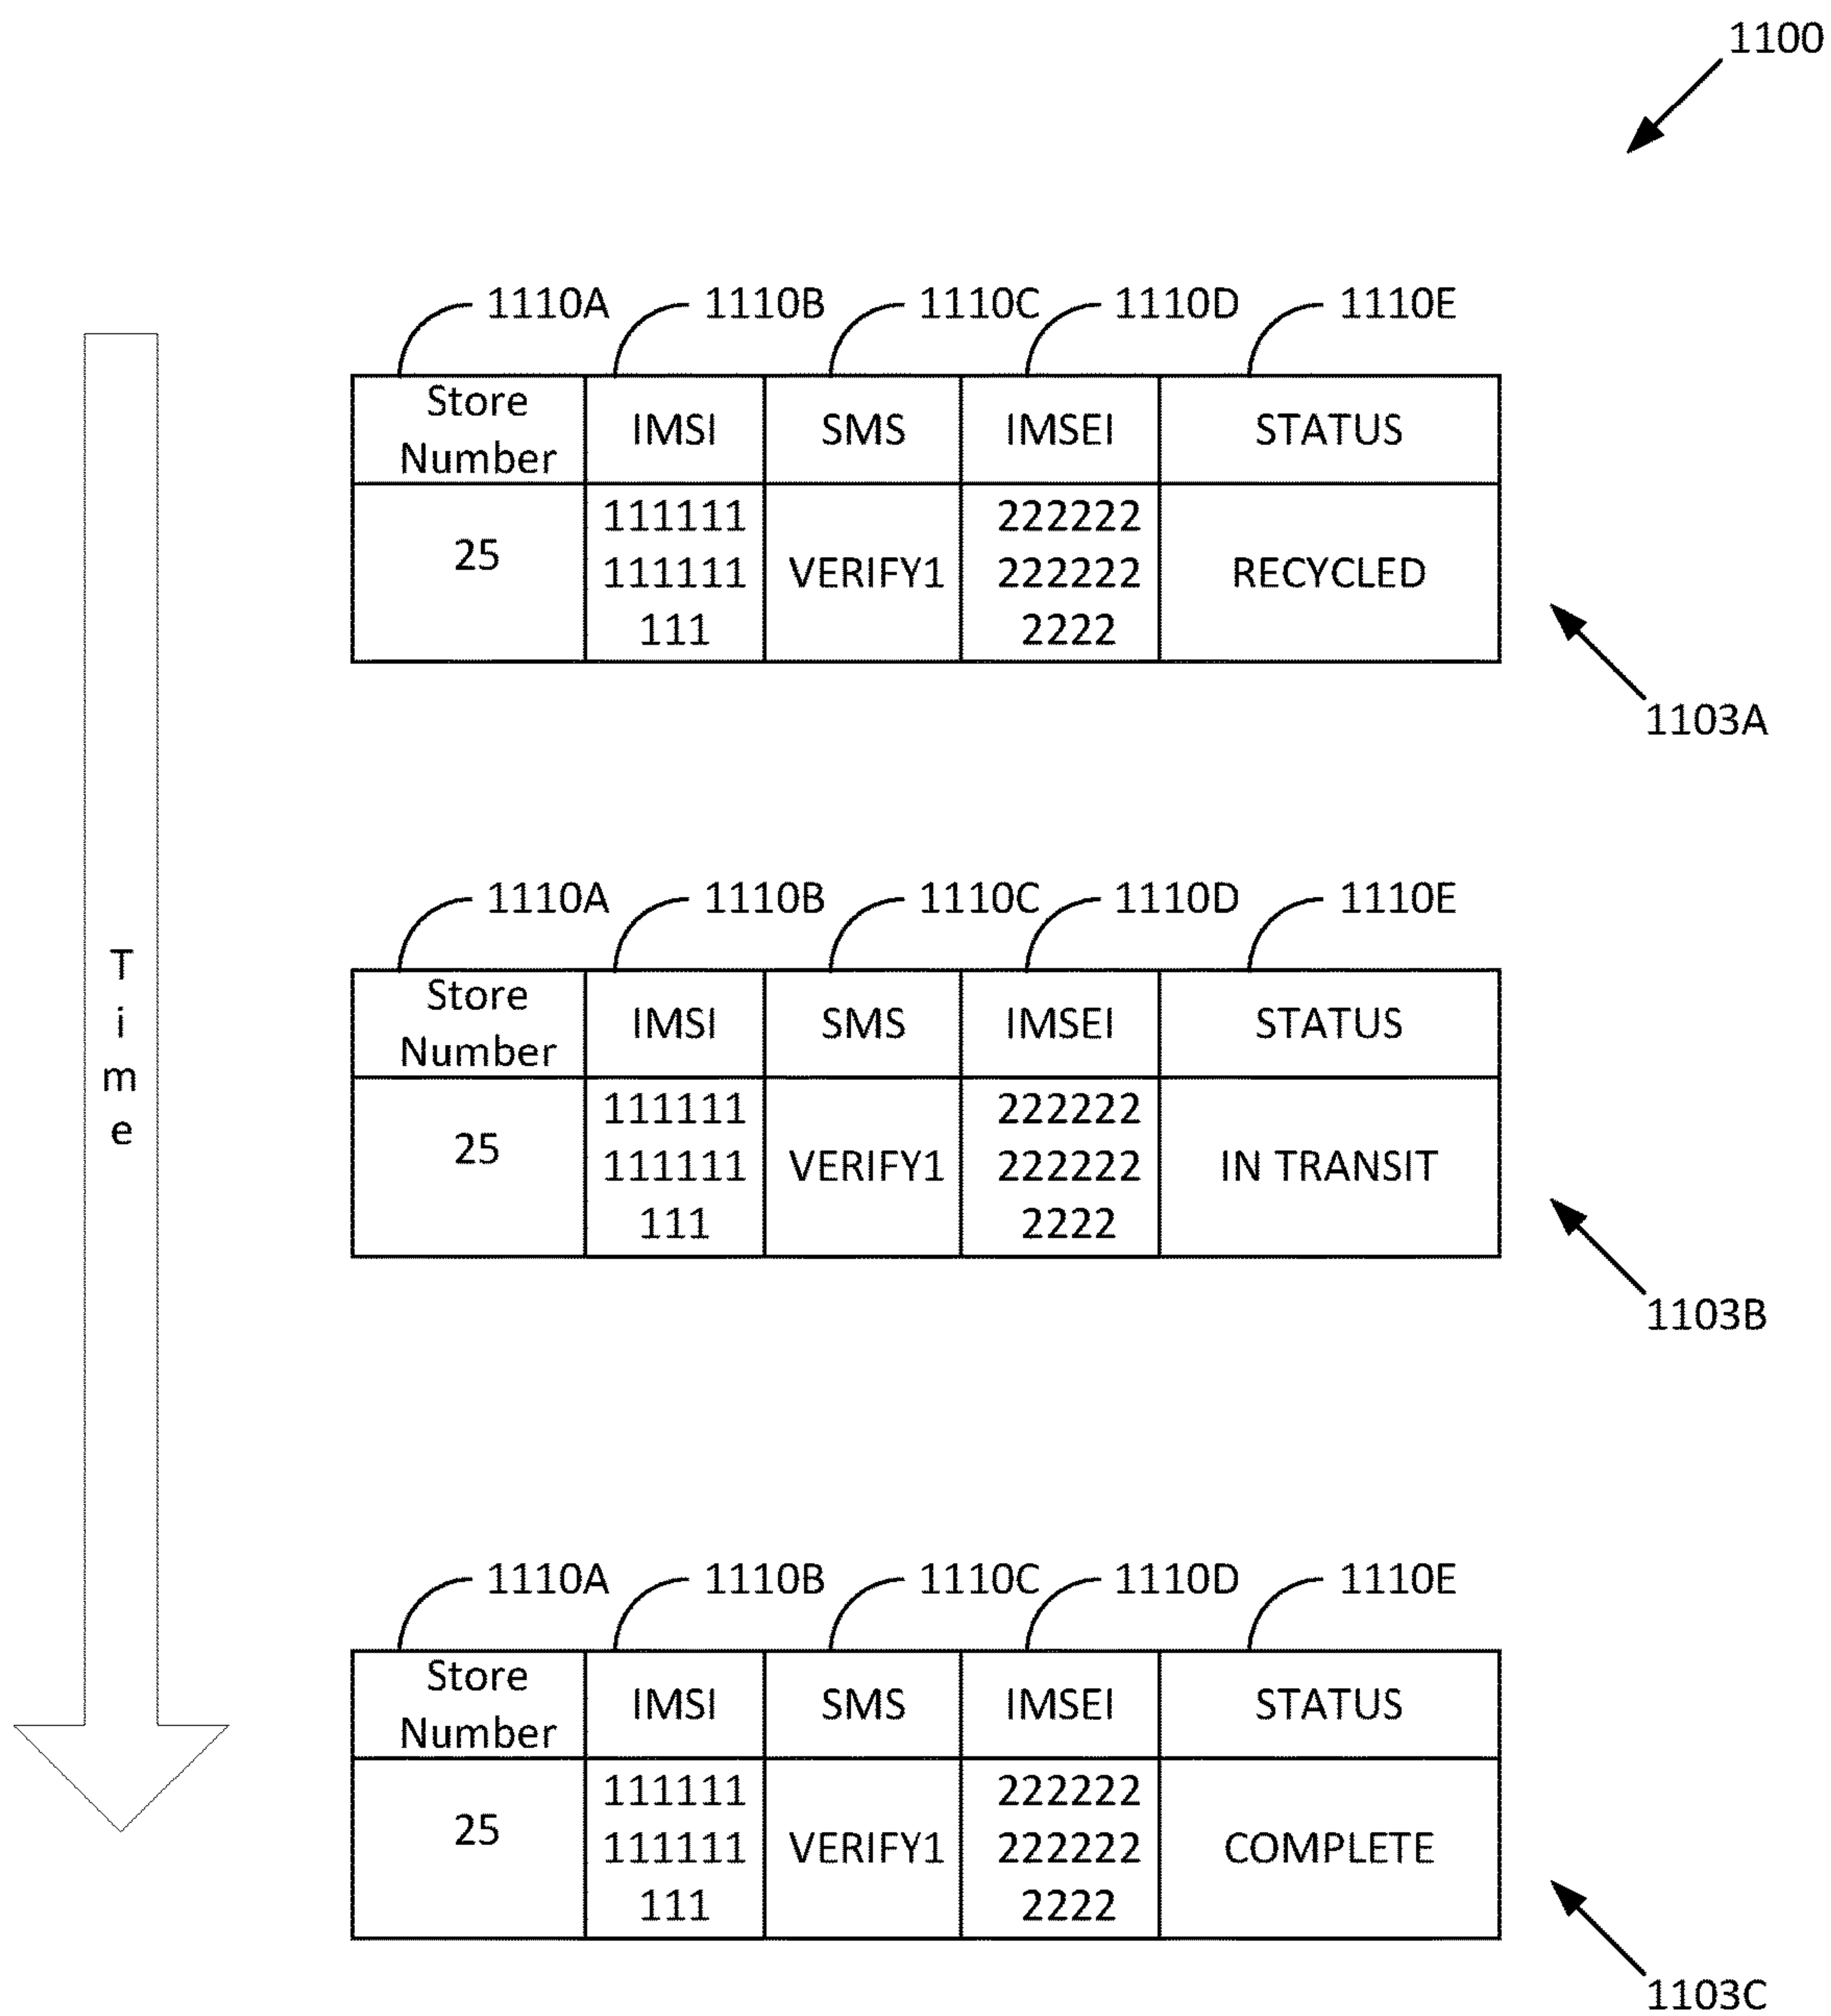 1100
1110A 1110B 1110C 1110D 1110E
Store
Number IMSI SMS IMSEI STATUS
111111 222222
25 111111 VERIFY1 222222 RECYCLED
111 2222
1103A
1110A 1110B 1110C 1110D 1110E
Store
Number IMSI SMS IMSEI STATUS
111111 222222
25 111111 VERIFY1 222222 IN TRANSIT
111 2222
1103B
Time
1110A 1110B 1110C 1110D 1110E
Store
Number IMSI SMS IMSEI STATUS
111111 222222
25 111111 VERIFY1 222222 COMPLETE
111 2222
1103C